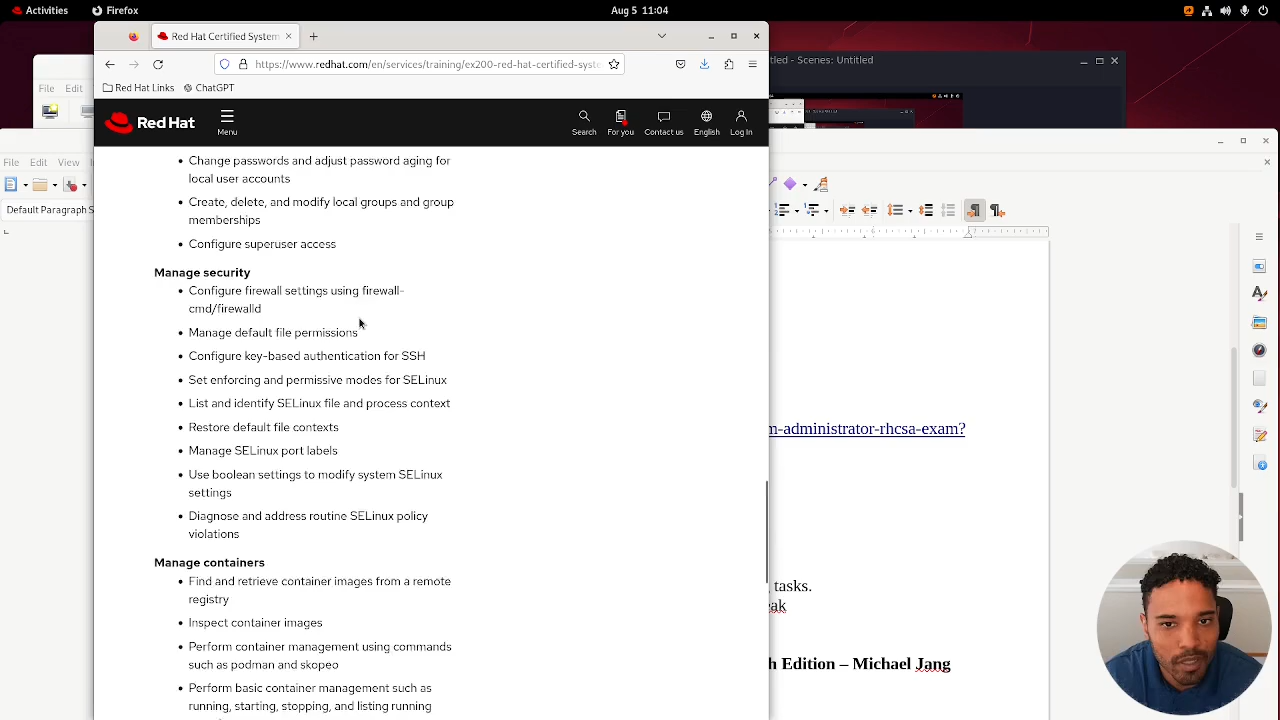 Activities
Firefox
Aug 5 11:04
Red Hat Certified System
https://www.redhat.com/en/services/training/ex200-red-hat-certified-syste
Red Hat Links
ChatGPT
Red Hat
Menu
Search
For you
Contact us
English
Log In
Change passwords and adjust password aging for
local user accounts
Create, delete, and modify local groups and group
memberships
Configure superuser access
Manage security
Configure firewall settings using firewall-
cmd/firewalld
Manage default file permissions
Configure key-based authentication for SSH
Set enforcing and permissive modes for SELinux
List and identify SELinux file and process context
Restore default file contexts
Manage SELinux port labels
Use boolean settings to modify system SELinux
settings
Diagnose and address routine SELinux policy
violations
Manage containers
Find and retrieve container images from a remote
registry
Inspect container images
Perform container management using commands
such as podman and skopeo
Perform basic container management such as
running, starting, stopping, and listing running
File Edit
File Edit View
Default Paragraph S
tled - Scenes: Untitled
m-administrator-rhcsa-exam?
tasks.
eak
h Edition – Michael Jang